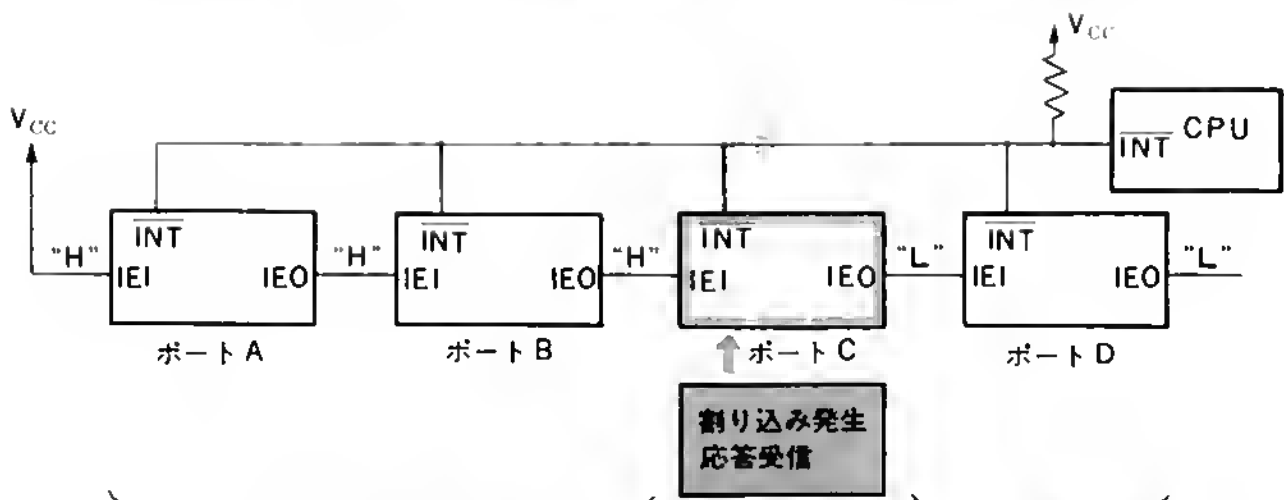 Vcc
Vcc
INT CPU
INT
INT
INT
INT
"H" IEI IEO "H" IEI IEO "H" IEI IEO "L" IEI IEO "L"
ポートA
ポートB
ポートC
ポートD
割り込み発生
応答受信